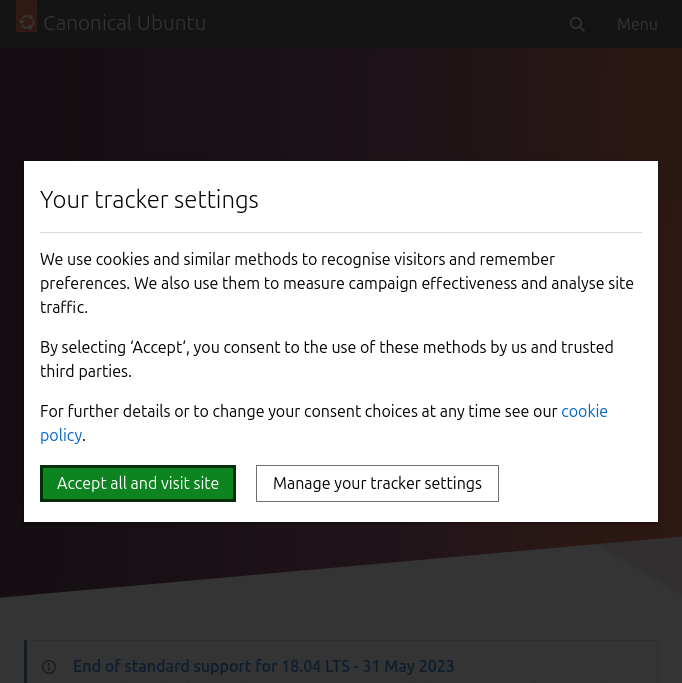 Canonical Ubuntu
Menu
Your tracker settings
We use cookies and similar methods to recognise visitors and remember
preferences. We also use them to measure campaign effectiveness and analyse site
traffic.
By selecting ‘Accept‘, you consent to the use of these methods by us and trusted
third parties.
For further details or to change your consent choices at any time see our cookie
policy.
Accept all and visit site
Manage your tracker settings
End of standard support for 18.04 LTS - 31 May 2023